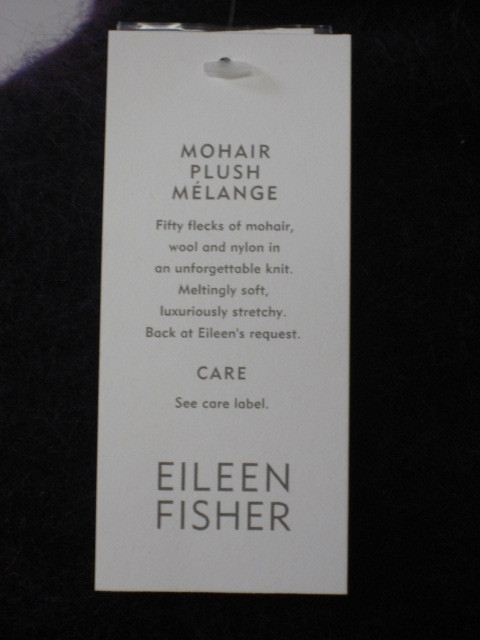 MOHAIR
PLUSH
MÉLANGE
Fifty flecks of mohair,
wool and nylon in
an unforgettable knit.
Meltingly soft,
luxuriously stretchy.
Back at Eileen's request.
CARE
See care label.
EILEEN
FISHER